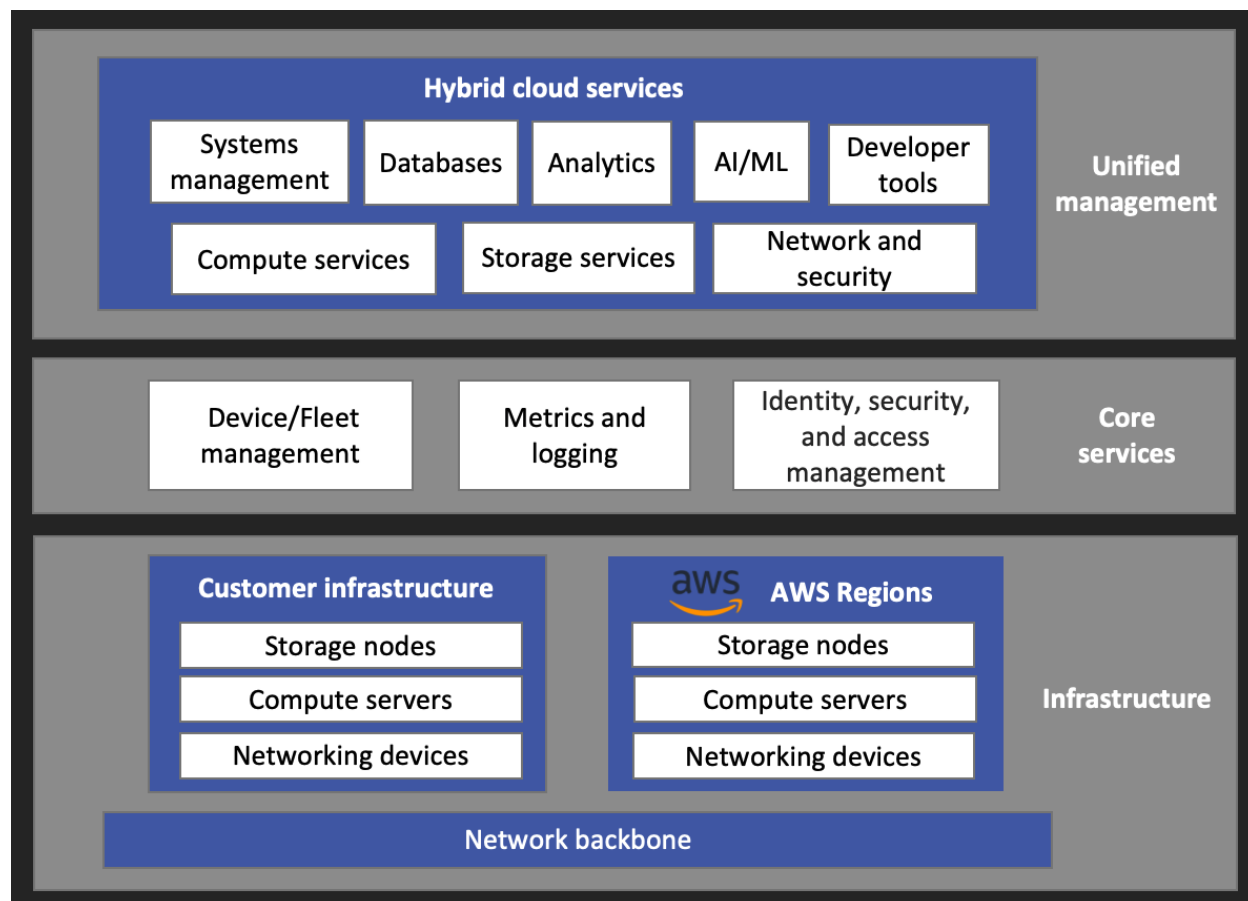 Hybrid cloud services
Systems
management
Databases
Analytics
AI/ML
Developer
tools
Compute services
Storage services
Network and
security
Unified
management
Device/Fleet
management
Metrics and
logging
Identity, security,
and access
management
Core
services
Customer infrastructure
Storage nodes
Compute servers
Networking devices
aws
AWS Regions
Storage nodes
Compute servers
Networking devices
Infrastructure
Network backbone